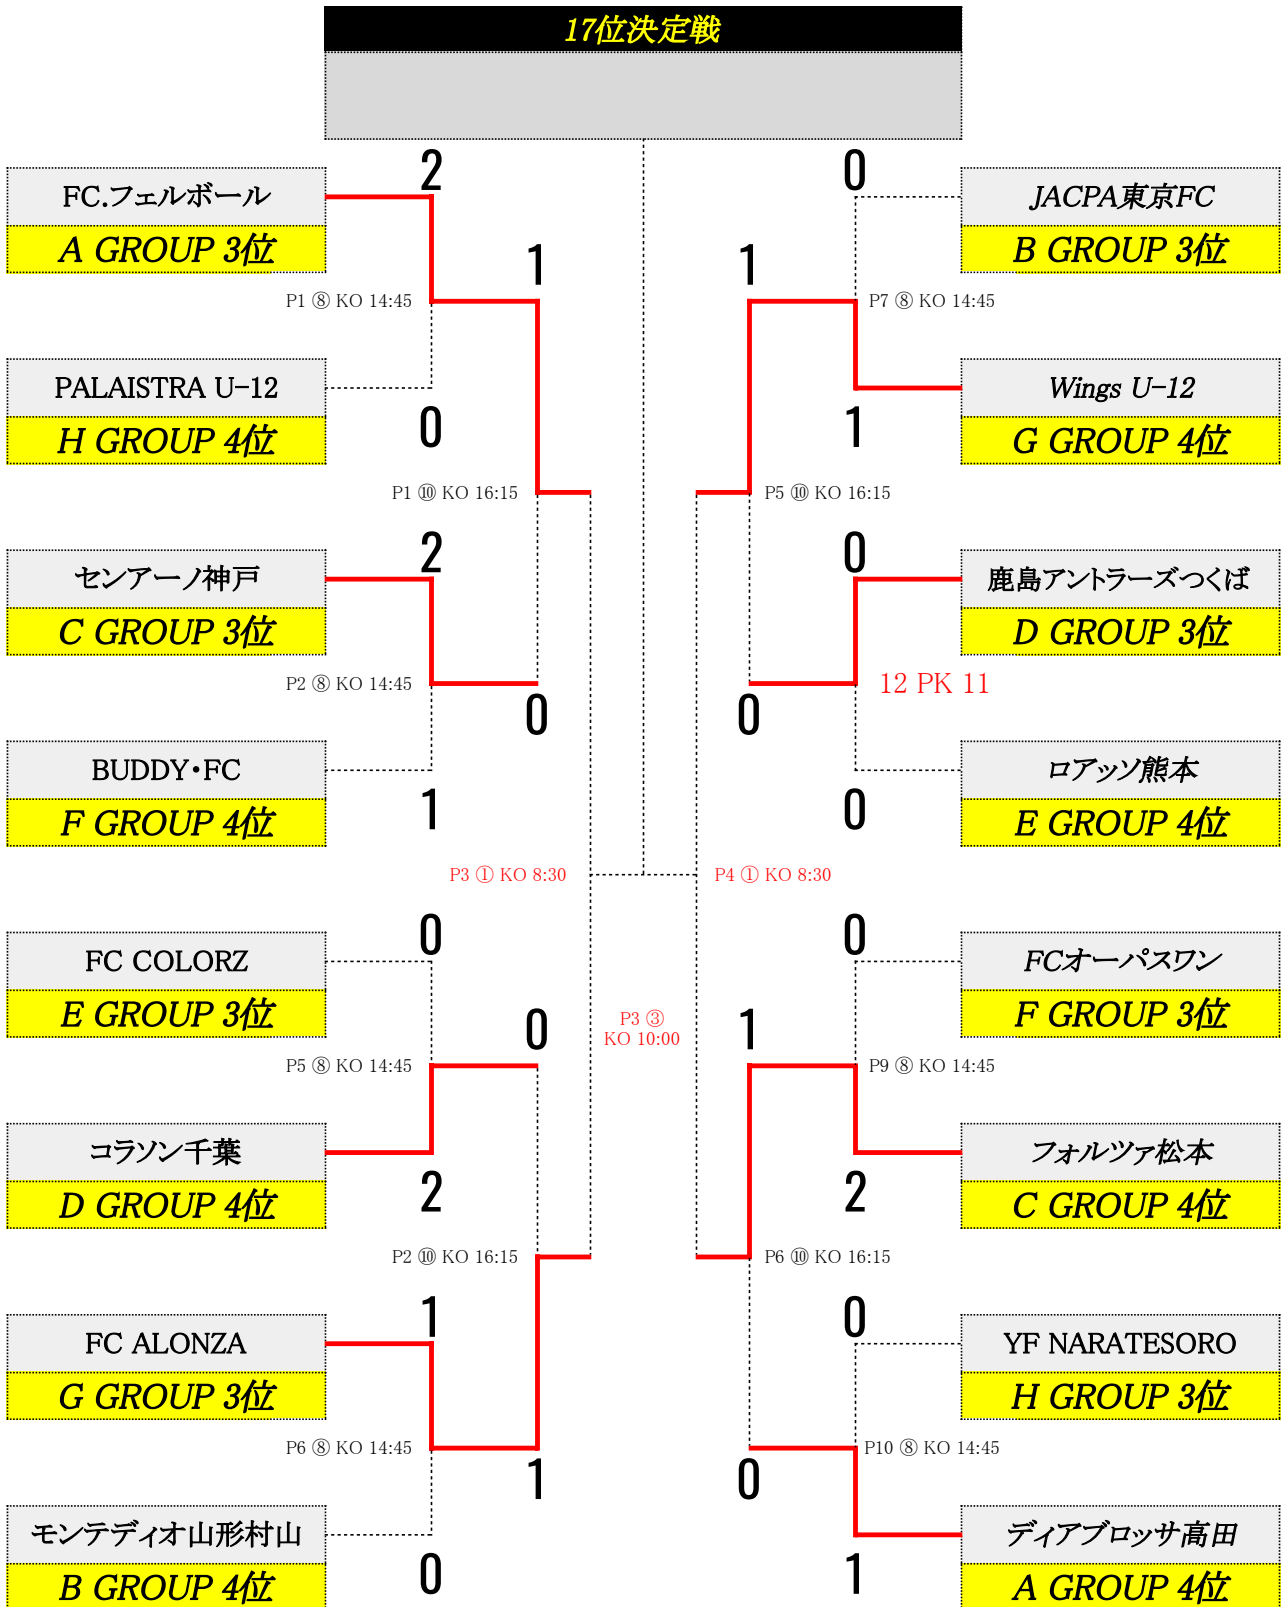 17位決定戦
2
0
FC.フェルボール
JACPA東京FC
A GROUP 3位
B GROUP 3位
1
1
P1 ⑧ KO 14:45
P7 ⑧ KO 14:45
PALAISTRA U-12
Wings U-12
H GROUP 4位
G GROUP 4位
0
1
P1 ⑩ KO 16:15
P5 ⑩ KO 16:15
2
0
センアーノ神戸
鹿島アントラーズつくば
C GROUP 3位
D GROUP 3位
P2 ⑧ KO 14:45
12 PK 11
0
0
BUDDY・FC
ロアッソ熊本
F GROUP 4位
E GROUP 4位
1
0
P3 ① KO 8:30
P4 ① KO 8:30
0
0
FC COLORZ
FCオーパスワン
E GROUP 3位
F GROUP 3位
0
P3 ③
KO 10:00
1
P5 ⑧ KO 14:45
P9 ⑧ KO 14:45
コラソン千葉
フォルツァ松本
D GROUP 4位
C GROUP 4位
2
2
P2 ⑩ KO 16:15
P6 ⑩ KO 16:15
1
0
FC ALONZA
YF NARATESORO
G GROUP 3位
H GROUP 3位
P6 ⑧ KO 14:45
P10 ⑧ KO 14:45
1
0
モンテディオ山形村山
ディアブロッサ高田
B GROUP 4位
A GROUP 4位
0
1